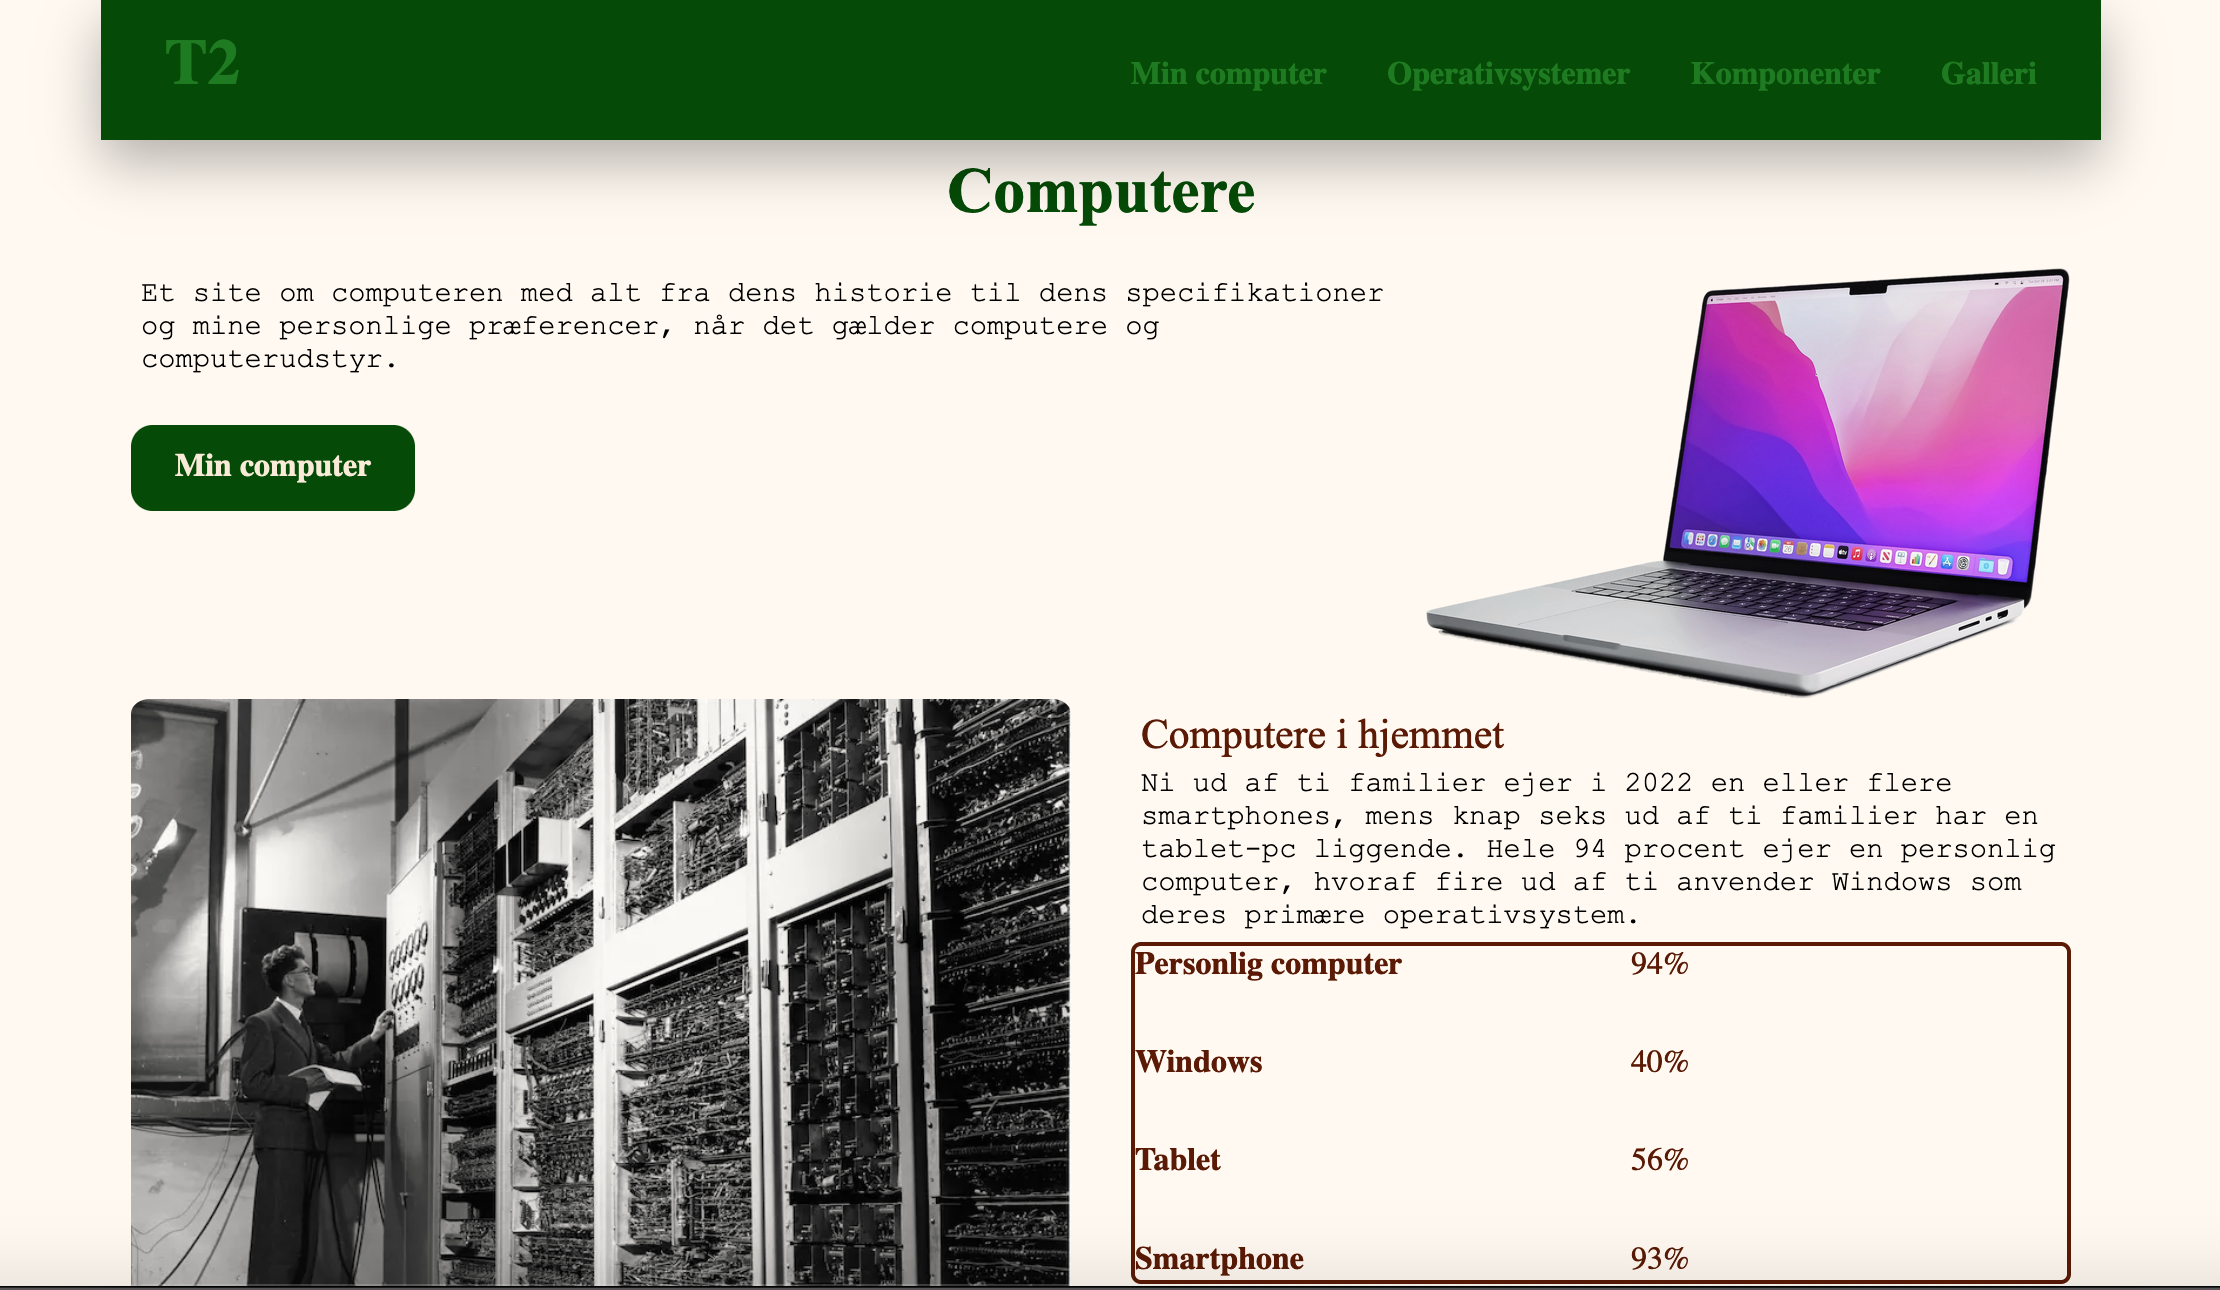 T2
Min computer Operativsystemer Komponenter Galleri
Computere
Et site om computeren med alt fra dens historie til dens specifikationer
og mine personlige præferencer, når det gælder computere og
computerudstyr.
Min computer
Computere i hjemmet
Ni ud af ti familier ejer i 2022 en eller flere
smartphones, mens knap seks ud af ti familier har en
tablet-pc liggende. Hele 94 procent ejer en personlig
computer, hvoraf fire ud af ti anvender Windows som
deres primære operativsystem.
Personlig computer 94%
Windows 40%
Tablet 56%
Smartphone 93%